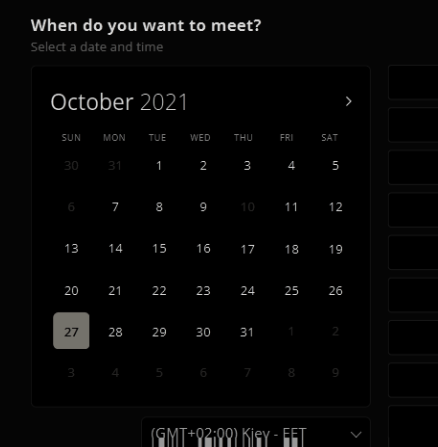 When do you want to meet?
Select a date and time
October 2021
SUN MON TUE WED THU FRI SAT
30 31 1 2 3 4 5
6 7 8 9 10 11 12
13 14 15 16 17 18 19
20 21 22 23 24 25 26
27 28 29 30 31 1 2
3 4 5 6 7 8 9
(GMT+02:00) Kiev - EET